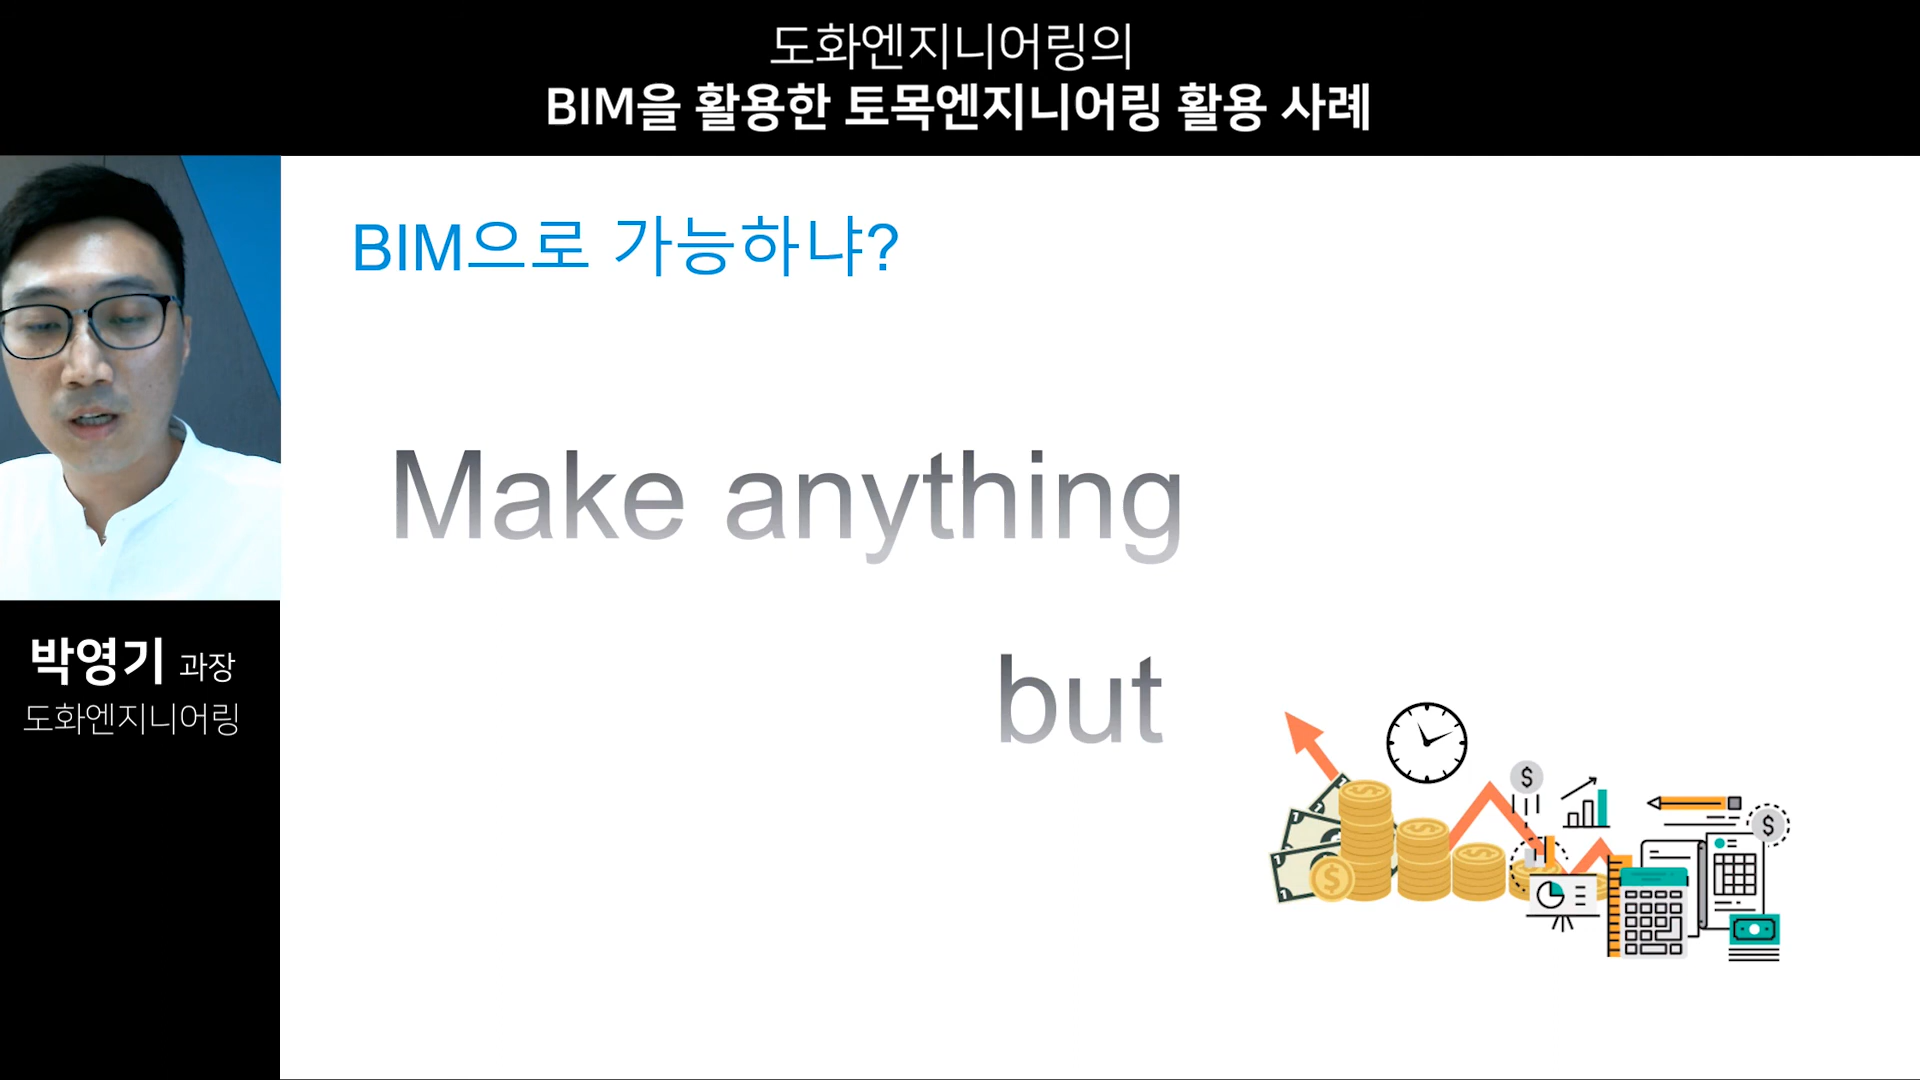 도화엔지니어링의
BIM을 활용한 토목엔지니어링 활용 사례
BIM으로 가능하냐?
Make anything
but
박영기 과장
도화엔지니어링